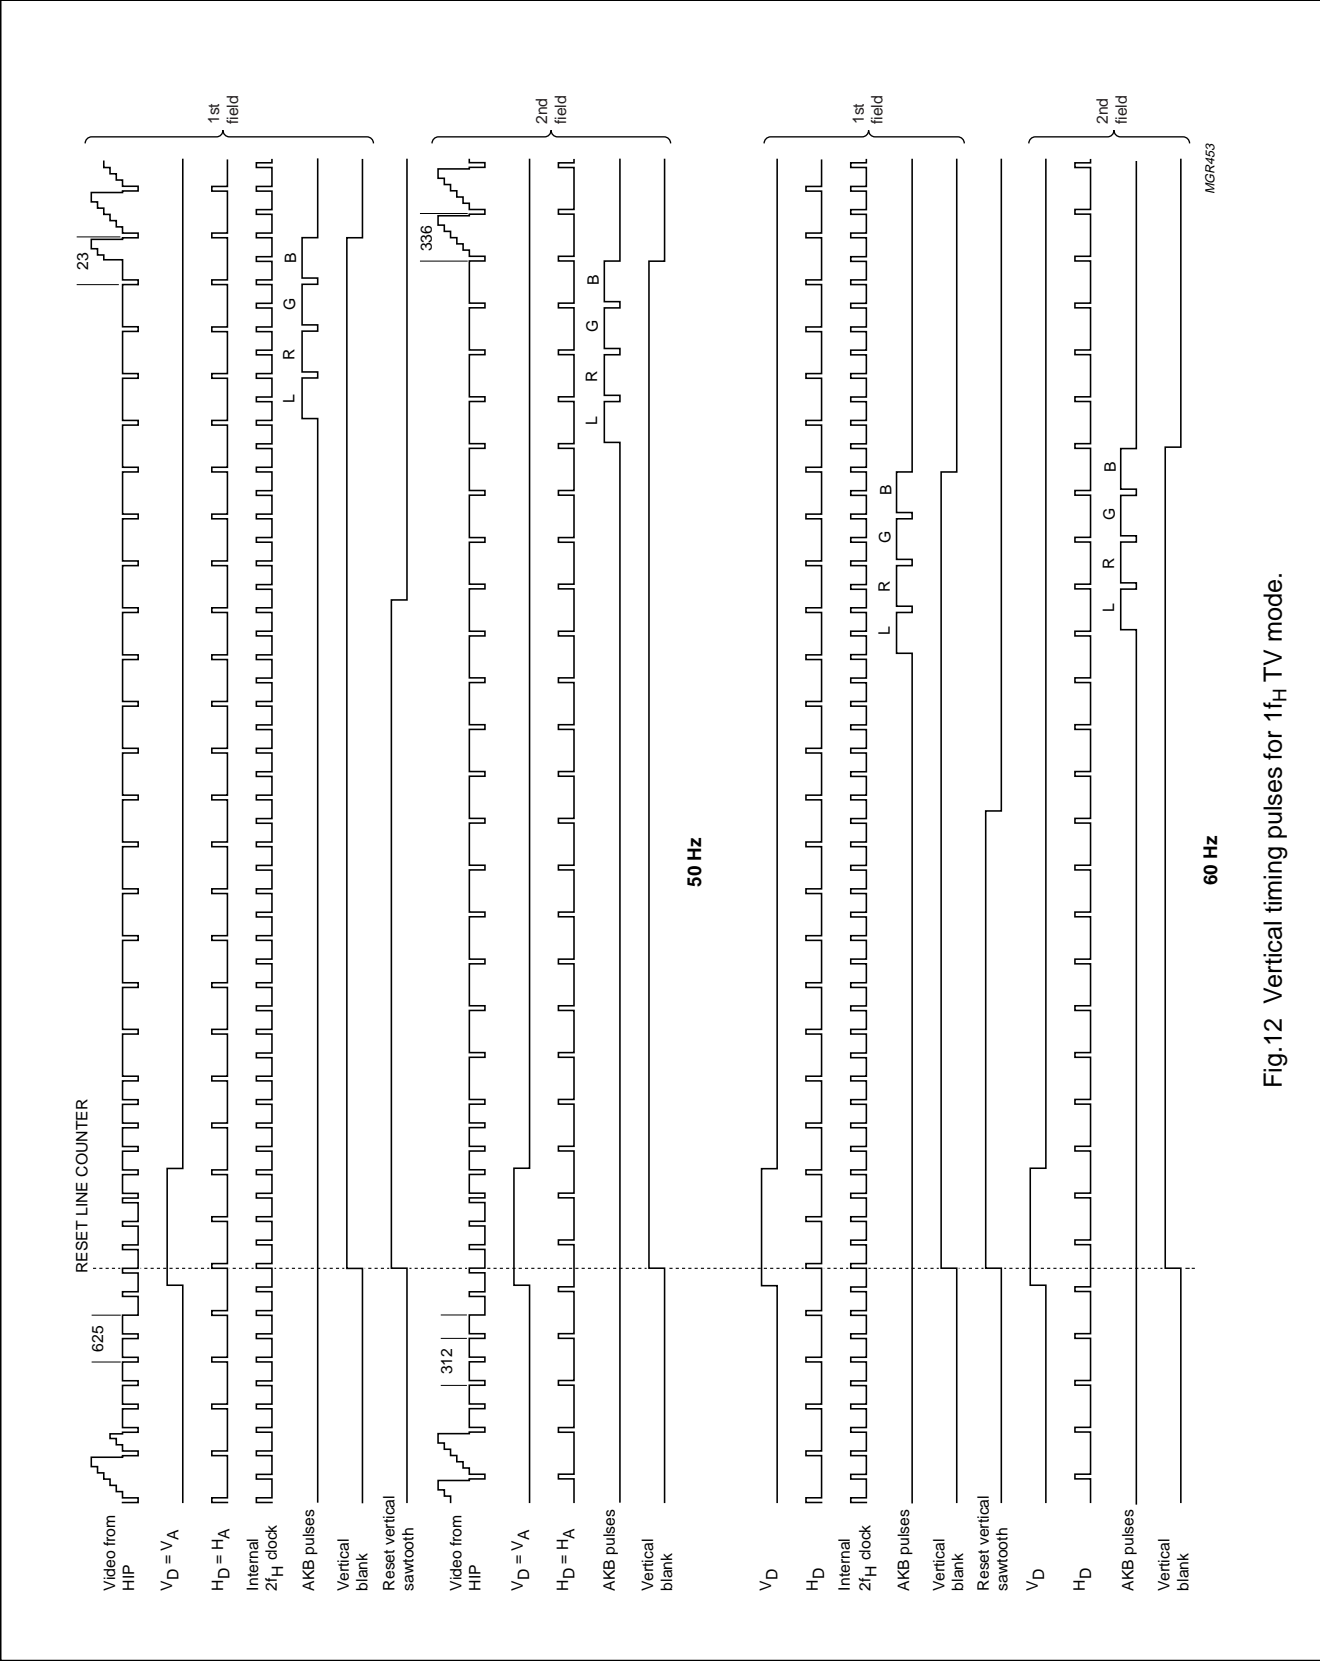 RESET LINE COUNTER
625
23
Video from
HIP
V_D = V_A
H_D = H_A
Internal
2f_H clock
L R G B
AKB pulses
Vertical
blank
Reset vertical
sawtooth
1st
field
312
336
Video from
HIP
V_D = V_A
H_D = H_A
L R G B
AKB pulses
Vertical
blank
2nd
field
50 Hz
V_D
H_D
Internal
2f_H clock
L R G B
AKB pulses
Vertical
blank
Reset vertical
sawtooth
1st
field
V_D
H_D
L R G B
AKB pulses
Vertical
blank
2nd
field
60 Hz
MGR453
Fig.12 Vertical timing pulses for 1f_H TV mode.